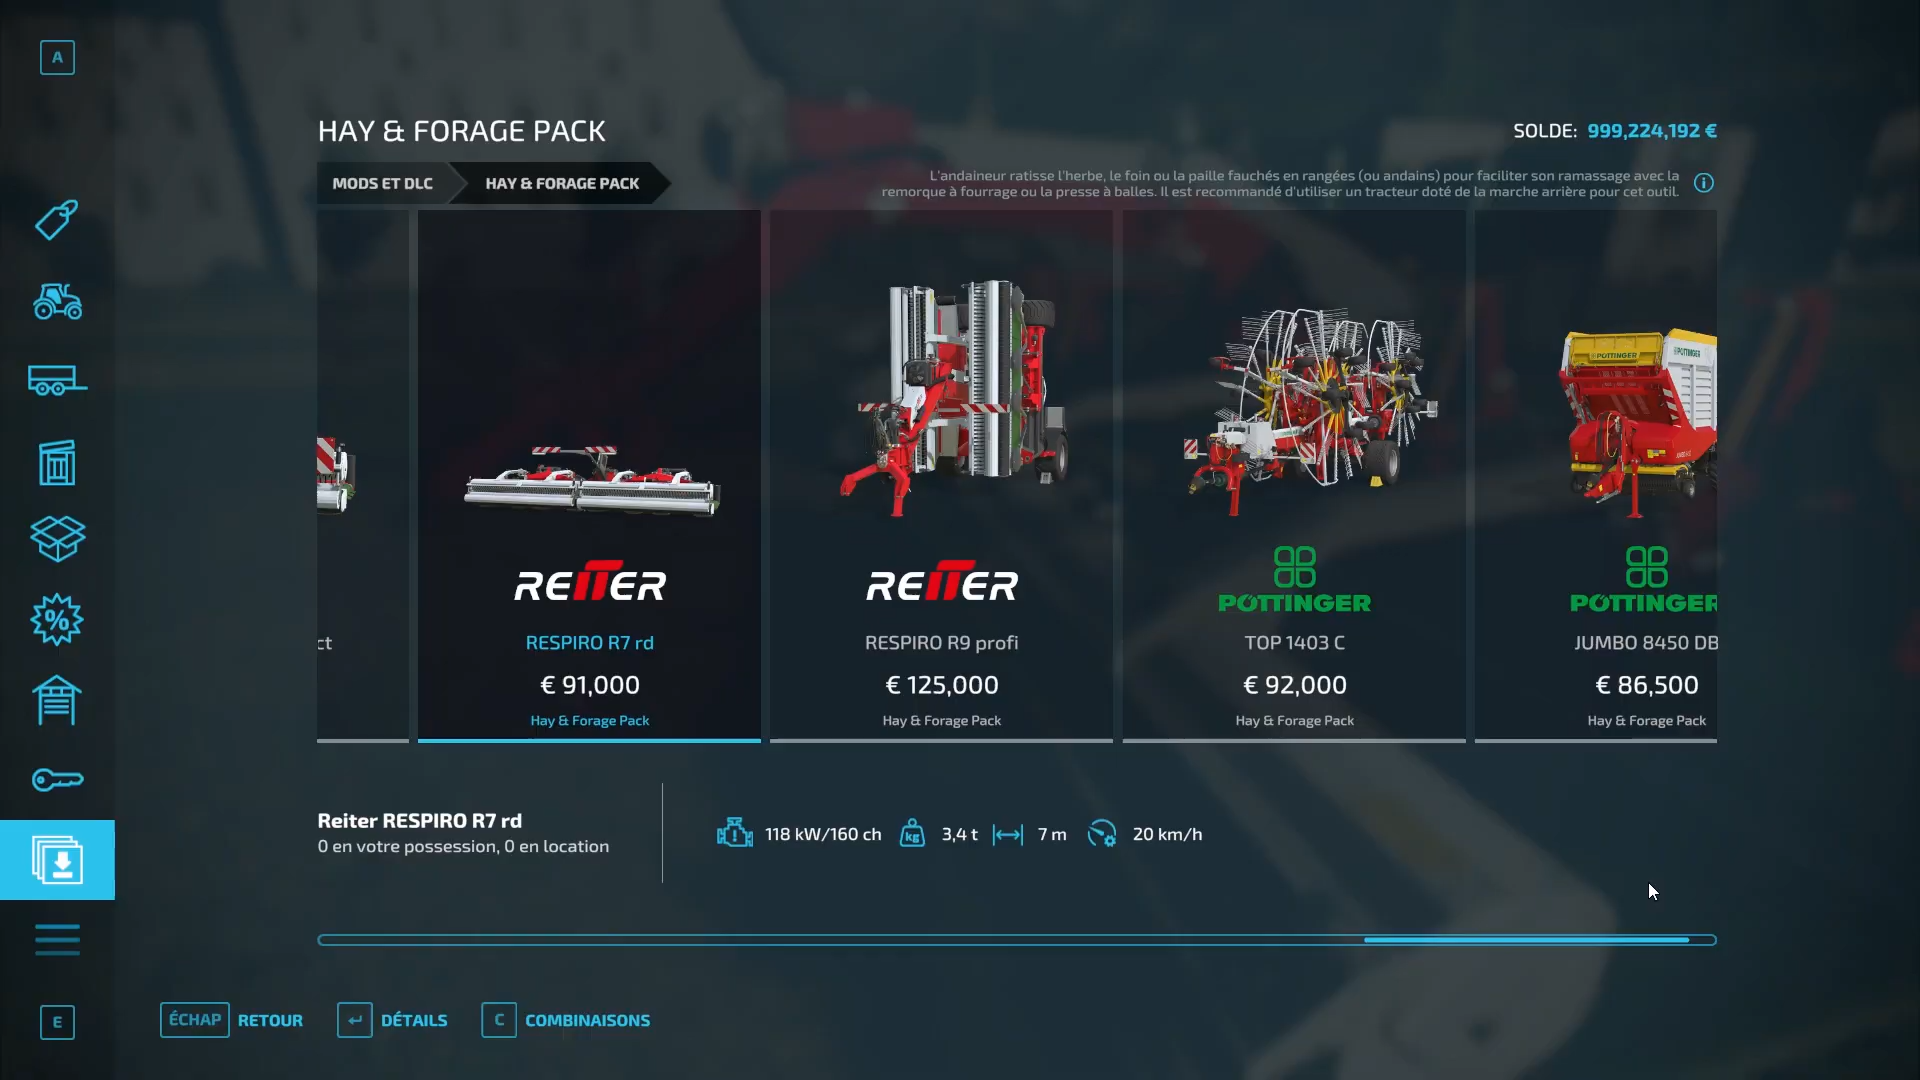 A
HAY & FORAGE PACK
SOLDE: 999,224,192 €
MODS ET DLC
HAY & FORAGE PACK
L'andaineur ratisse l'herbe, le foin ou la paille fauchés en rangées (ou andains) pour faciliter son ramassage avec la
remorque à fourrage ou la presse à balles. Il est recommandé d'utiliser un tracteur doté de la marche arrière pour cet outil.
ct
REITER
RESPIRO R7 rd
€ 91,000
Hay & Forage Pack
REITER
RESPIRO R9 profi
€ 125,000
Hay & Forage Pack
PÖTTINGER
TOP 1403 C
€ 92,000
Hay & Forage Pack
PÖTTINGER
PÖTTINGER
PÖTTINGER
JUMBO 8450 DB
€ 86,500
Hay & Forage Pack
Reiter RESPIRO R7 rd
0 en votre possession, 0 en location
118 kW/160 ch
kg
3,4 t
7 m
20 km/h
%
E
ÉCHAP RETOUR
DÉTAILS
C COMBINAISONS